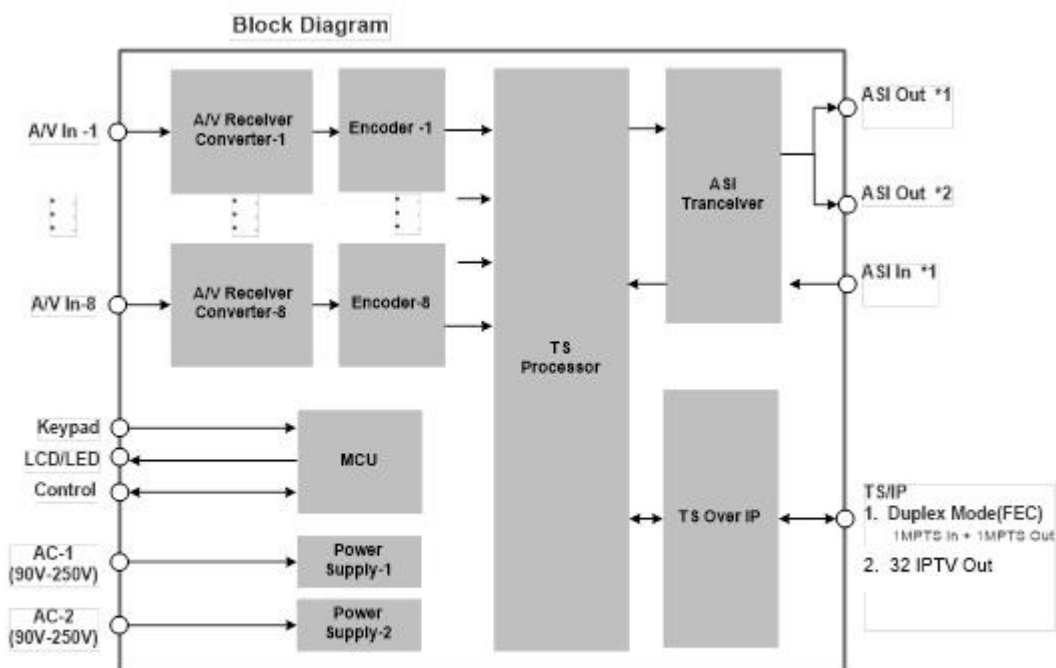 Block Diagram
A/V In -1
A/V Receiver
Converter-1
Encoder -1
ASI Out *1
ASI
Tranceiver
ASI Out *2
ASI In *1
A/V In-8
A/V Receiver
Converter-8
Encoder-8
TS
Processor
Keypad
LCD/LED
Control
MCU
TS Over IP
TS/IP
1. Duplex Mode(FEC)
1MPTS In + 1MPTS Out
2. 32 IPTV Out
AC-1
(90V-250V)
Power
Supply-1
AC-2
(90V-250V)
Power
Supply-2